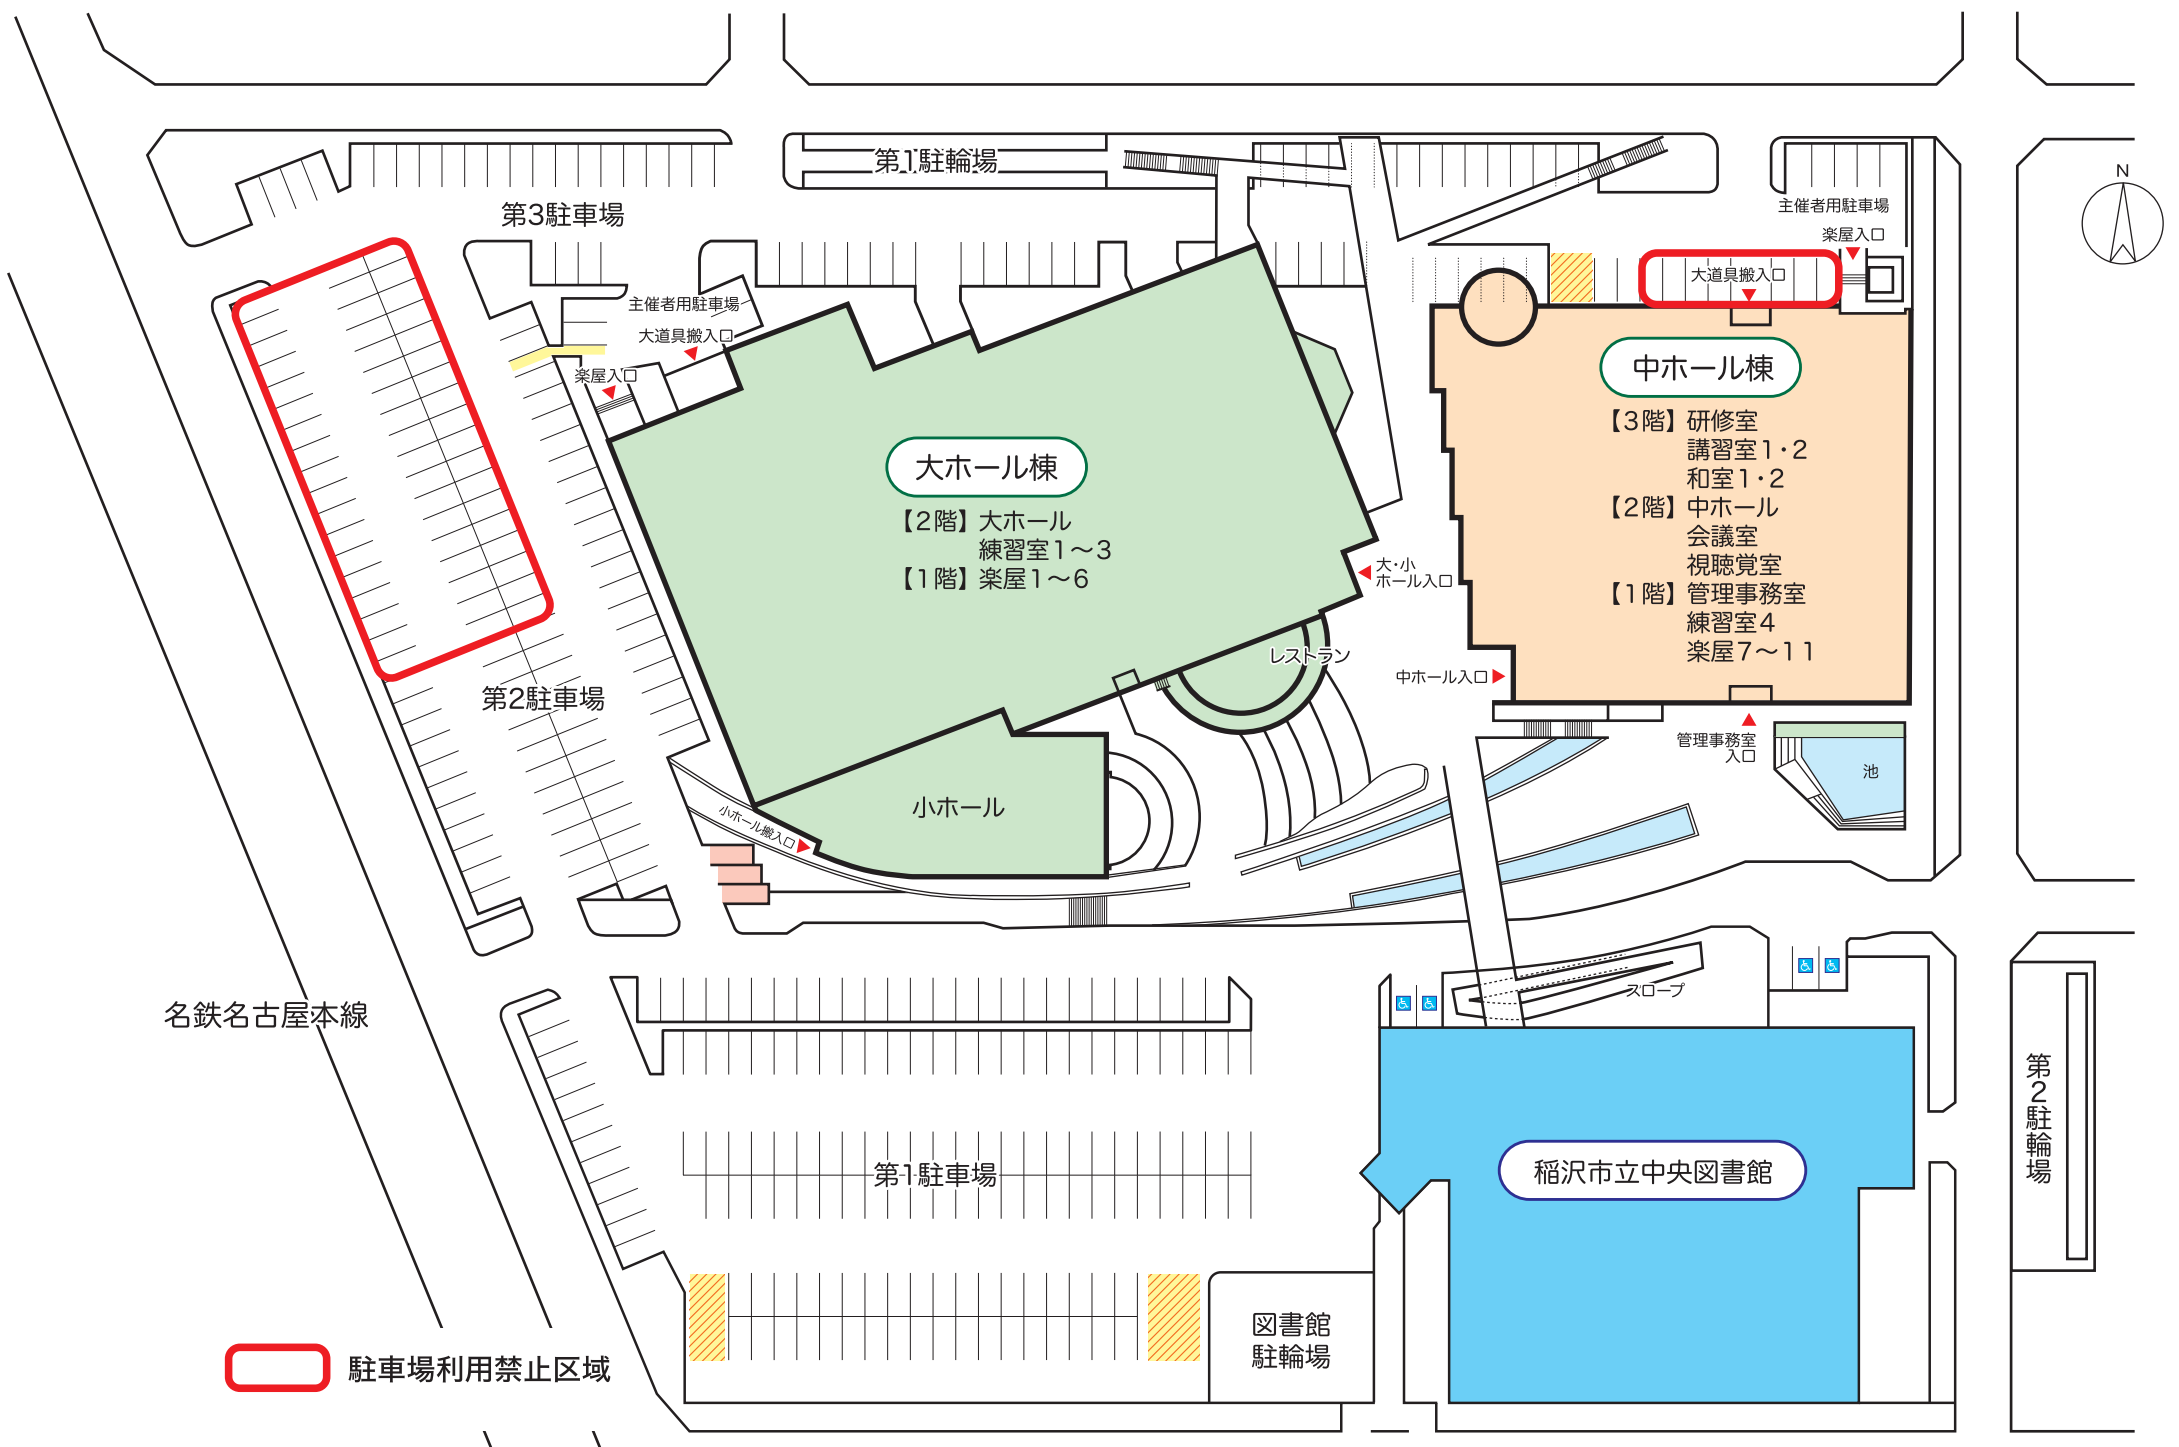 第1駐輪場
第3駐車場
N
主催者用駐車場
楽屋入口
大道具搬入口
主催者用駐車場
大道具搬入口
楽屋入口
中ホール棟
【3階】研修室
講習室1・2
和室1・2
【2階】中ホール
会議室
視聴覚室
【1階】管理事務室
練習室4
楽屋7～11
大ホール棟
【2階】大ホール
練習室1～3
【1階】楽屋1～6
大・小
ホール入口
レストラン
中ホール入口
第2駐車場
管理事務室
入口
池
小ホール
小ホール搬入口
スロープ
名鉄名古屋本線
第2駐輪場
第1駐車場
稲沢市立中央図書館
図書館
駐輪場
駐車場利用禁止区域